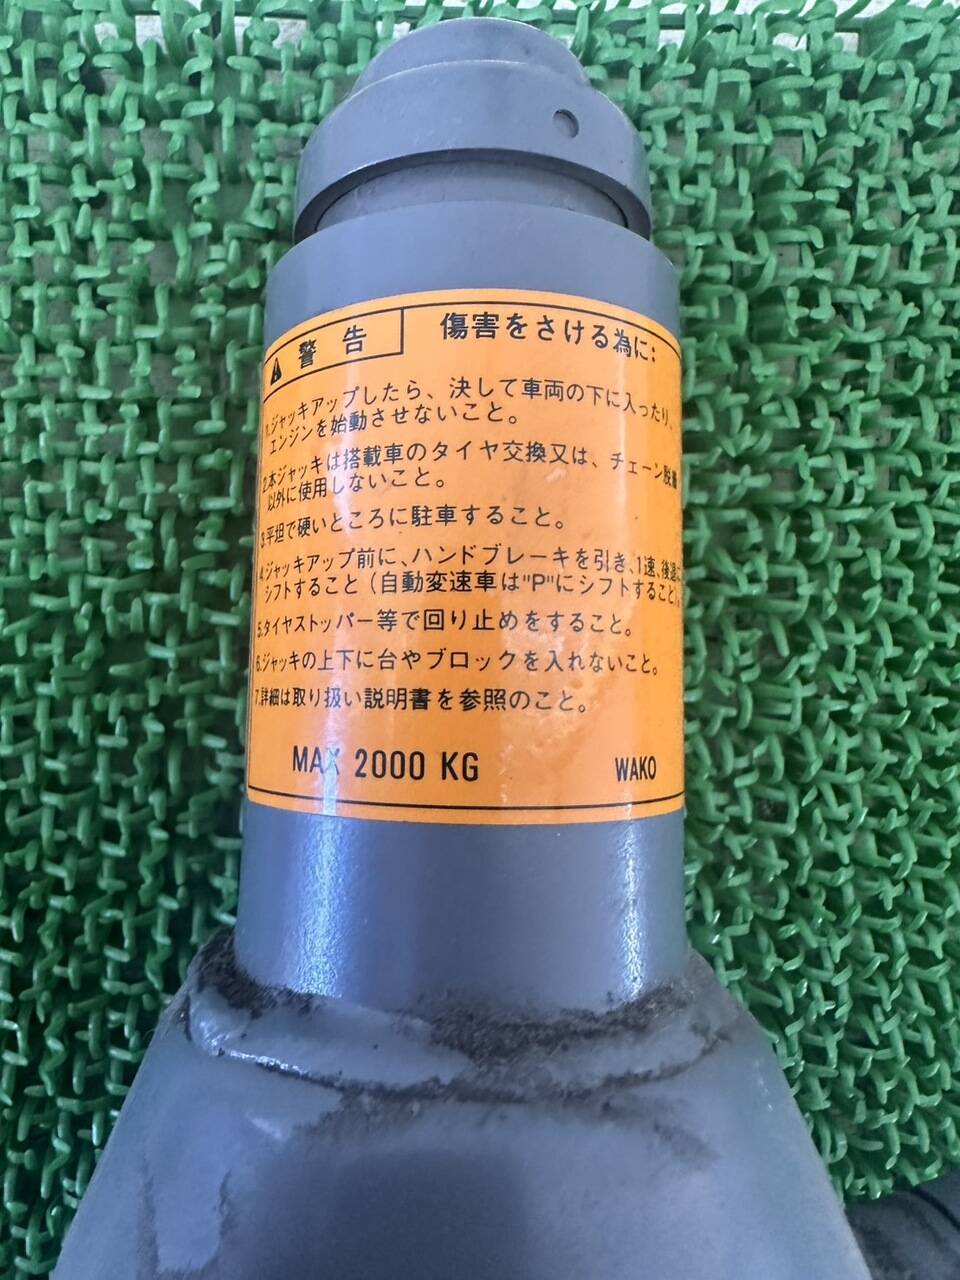 ⚠ 警告
傷害をさける為に:
1.ジャッキアップしたら、決して車両の下に入ったり、
エンジンを始動させないこと。
2.本ジャッキは搭載車のタイヤ交換又は、チェーン脱着
以外に使用しないこと。
3.平坦で硬いところに駐車すること。
4.ジャッキアップ前に、ハンドブレーキを引き、1速、後退に
シフトすること(自動変速車は"P"にシフトすること)。
5.タイヤストッパー等で回り止めをすること。
6.ジャッキの上下に台やブロックを入れないこと。
7.詳細は取り扱い説明書を参照のこと。
MAX 2000 KG
WAKO